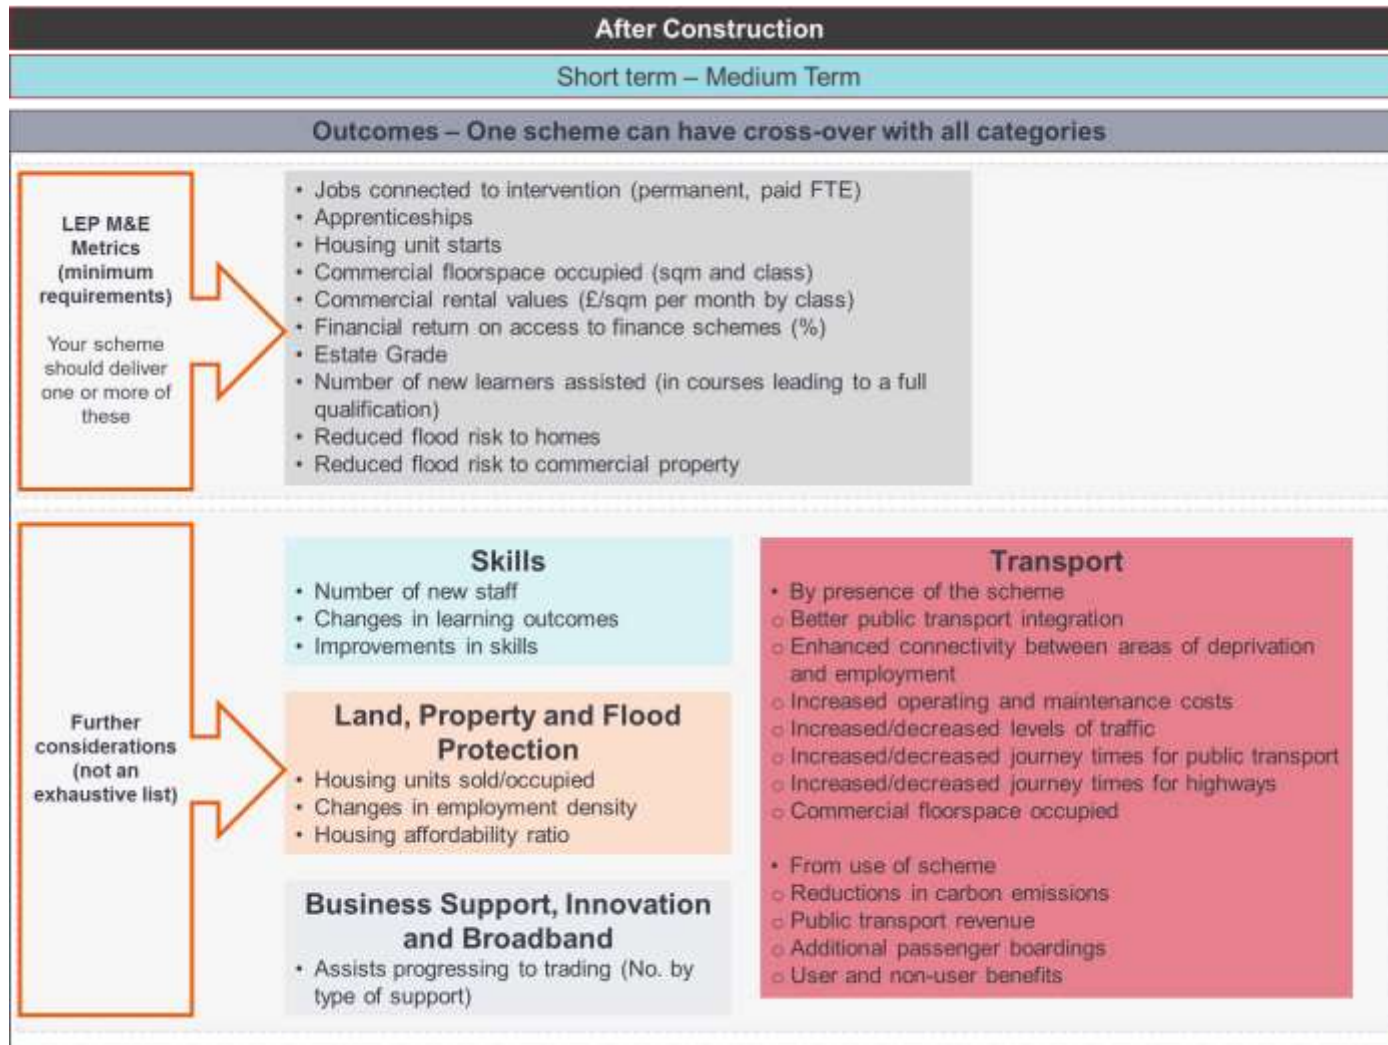 After Construction
Short term – Medium Term
Outcomes – One scheme can have cross-over with all categories
LEP M&E
Metrics
(minimum
requirements)
Your scheme
should deliver
one or more of
these
• Jobs connected to intervention (permanent, paid FTE)
• Apprenticeships
• Housing unit starts
• Commercial floorspace occupied (sqm and class)
• Commercial rental values (£/sqm per month by class)
• Financial return on access to finance schemes (%)
• Estate Grade
• Number of new learners assisted (in courses leading to a full
qualification)
• Reduced flood risk to homes
• Reduced flood risk to commercial property
Further
considerations
(not an
exhaustive list)
Skills
• Number of new staff
• Changes in learning outcomes
• Improvements in skills
Land, Property and Flood
Protection
• Housing units sold/occupied
• Changes in employment density
• Housing affordability ratio
Business Support, Innovation
and Broadband
• Assists progressing to trading (No. by
type of support)
Transport
• By presence of the scheme
o Better public transport integration
o Enhanced connectivity between areas of deprivation
and employment
o Increased operating and maintenance costs
o Increased/decreased levels of traffic
o Increased/decreased journey times for public transport
o Increased/decreased journey times for highways
o Commercial floorspace occupied
• From use of scheme
o Reductions in carbon emissions
o Public transport revenue
o Additional passenger boardings
o User and non-user benefits